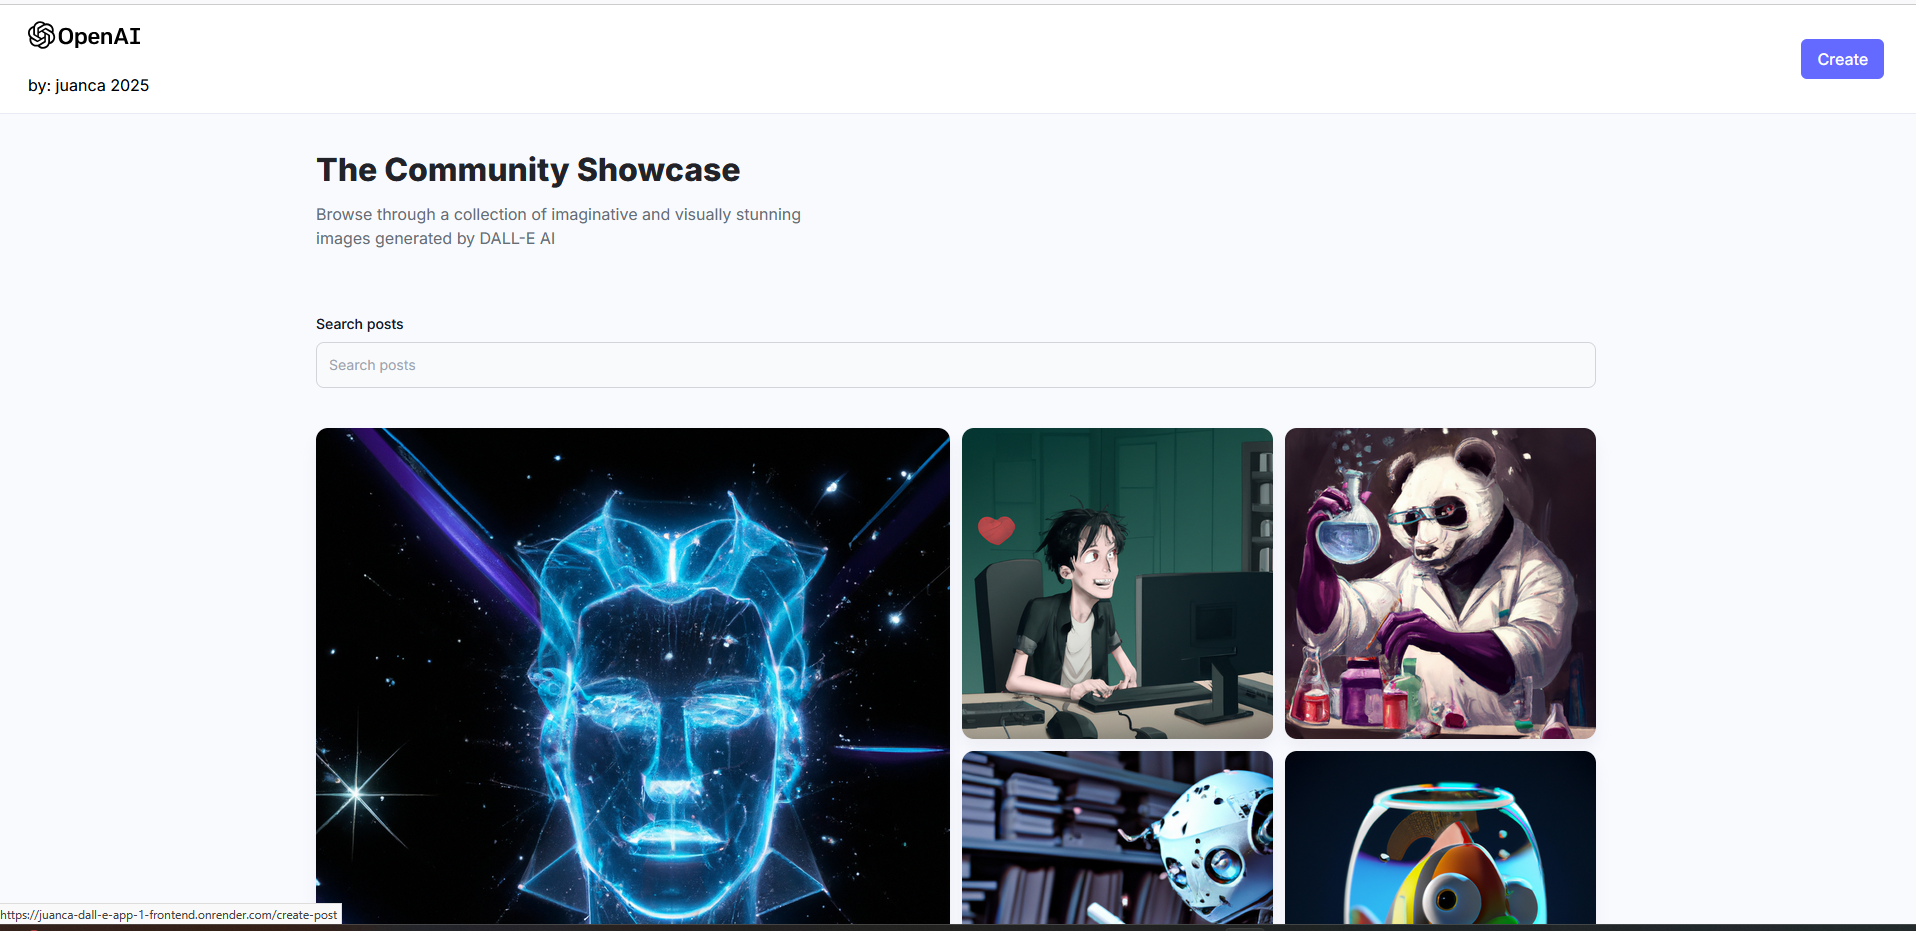 OpenAI
by: juanca 2025
Create
The Community Showcase
Browse through a collection of imaginative and visually stunning
images generated by DALL-E AI
Search posts
Search posts
https://juanca-dall-e-app-1-frontend.onrender.com/create-post